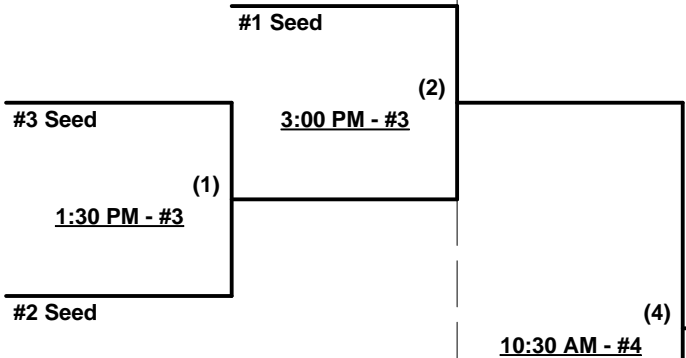 #1 Seed
(2)
3:00 PM - #3
#3 Seed
(1)
1:30 PM - #3
#2 Seed
(4)
10:30 AM - #4